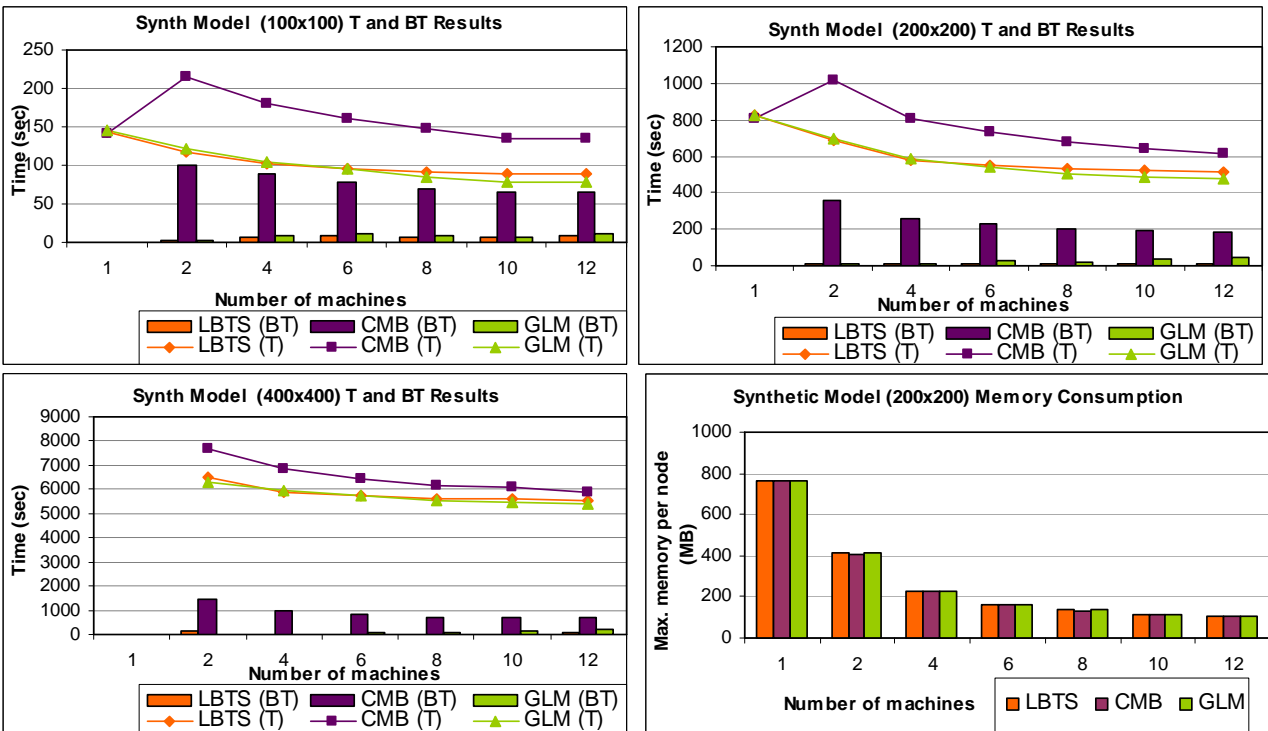 Synth Model (100x100) T and BT Results
Time (sec)
250
200
150
100
50
0
1 2 4 6 8 10 12
Number of machines
LBTS (BT) CMB (BT) GLM (BT)
LBTS (T) CMB (T) GLM (T)
Synth Model (200x200) T and BT Results
Time (sec)
1200
1000
800
600
400
200
0
1 2 4 6 8 10 12
Number of machines
LBTS (BT) CMB (BT) GLM (BT)
LBTS (T) CMB (T) GLM (T)
Synth Model (400x400) T and BT Results
Time (sec)
9000
8000
7000
6000
5000
4000
3000
2000
1000
0
1 2 4 6 8 10 12
Number of machines
LBTS (BT) CMB (BT) GLM (BT)
LBTS (T) CMB (T) GLM (T)
Synthetic Model (200x200) Memory Consumption
Max. memory per node
(MB)
1000
800
600
400
200
0
1 2 4 6 8 10 12
Number of machines
LBTS CMB GLM